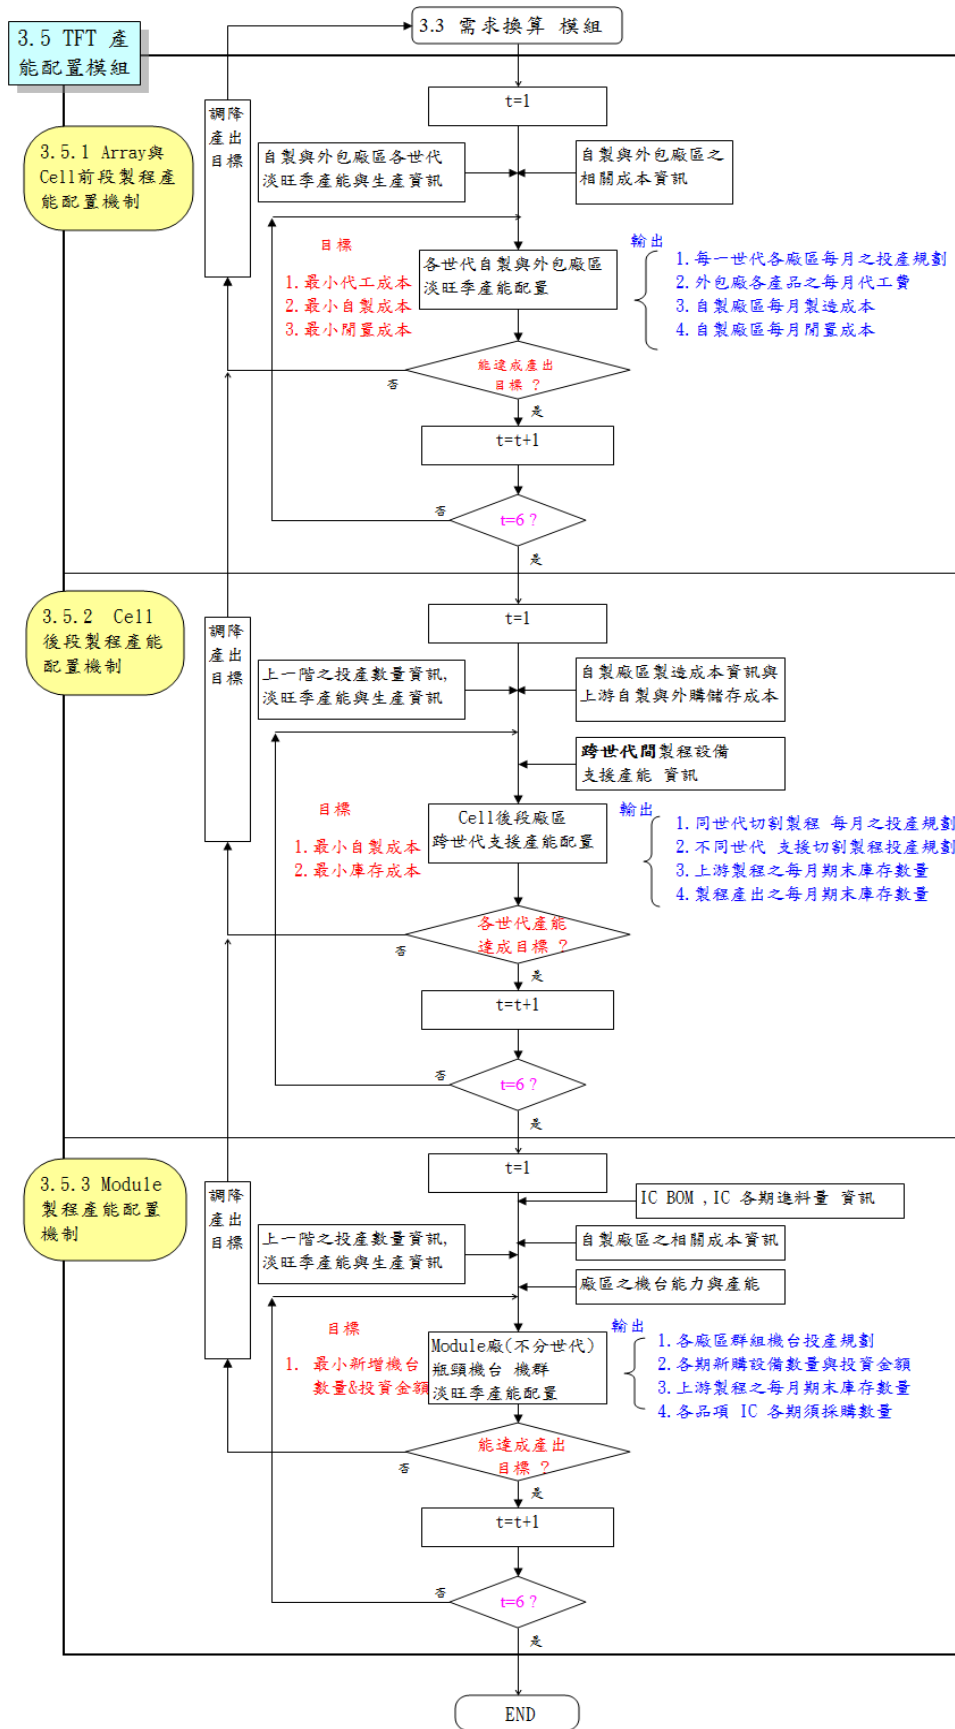 3.3 需求換算 模組
3.5 TFT 產
能配置模組
t=1
調降
產出
目標
3.5.1 Array與
Cell前段製程產
能配置機制
自製與外包廠區各世代
淡旺季產能與生產資訊
自製與外包廠區之
相關成本資訊
目標
1. 最小代工成本
2. 最小自製成本
3. 最小閒置成本
各世代自製與外包廠區
淡旺季產能配置
輸出
1. 每一世代各廠區每月之投產規劃
2. 外包廠各產品之每月代工費
3. 自製廠區每月製造成本
4. 自製廠區每月閒置成本
能達成產出
目標 ?
否
是
t=t+1
否
t=6 ?
是
3.5.2 Cell
後段製程產能
配置機制
調降
產出
目標
t=1
上一階之投產數量資訊,
淡旺季產能與生產資訊
自製廠區製造成本資訊與
上游自製與外購儲存成本
跨世代間製程設備
支援產能 資訊
目標
1. 最小自製成本
2. 最小庫存成本
Cell後段廠區
跨世代支援產能配置
輸出
1. 同世代切割製程 每月之投產規劃
2. 不同世代 支援切割製程投產規劃
3. 上游製程之每月期末庫存數量
4. 製程產出之每月期末庫存數量
各世代產能
達成目標 ?
否
是
t=t+1
否
t=6 ?
是
3.5.3 Module
製程產能配置
機制
調降
產出
目標
t=1
IC BOM , IC 各期進料量 資訊
上一階之投產數量資訊,
淡旺季產能與生產資訊
自製廠區之相關成本資訊
廠區之機台能力與產能
目標
1. 最小新增機台
數量&投資金額
Module廠(不分世代)
瓶頸機台 機群
淡旺季產能配置
輸出
1. 各廠區群組機台投產規劃
2. 各期新購設備數量與投資金額
3. 上游製程之每月期末庫存數量
4. 各品項 IC 各期須採購數量
能達成產出
目標 ?
否
是
t=t+1
否
t=6 ?
是
END